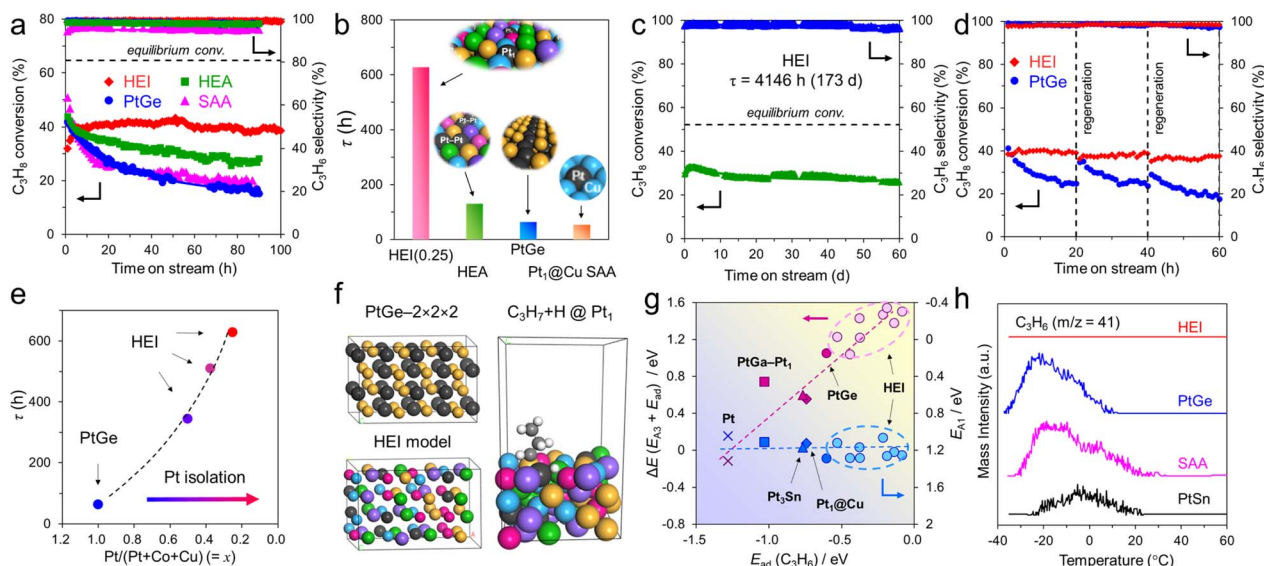 a
C3H8 conversion (%)
80
70
60
50
40
30
20
10
0
equilibrium conv.
HEI
HEA
PtGe
SAA
100
80
60
40
20
0
C3H6 selectivity (%)
0 20 40 60 80 100
Time on stream (h)
b
τ (h)
800
600
400
200
0
Pt1
Pt–Pt
Pt–Pt
Pt
Cu
HEI(0.25)
HEA
PtGe
Pt1@Cu SAA
c
C3H8 conversion (%)
100
80
60
40
20
0
HEI
τ = 4146 h (173 d)
equilibrium conv.
100
80
60
40
20
0
C3H6 selectivity (%)
0 10 20 30 40 50 60
Time on stream (d)
d
C3H8 conversion (%)
100
80
60
40
20
0
HEI
PtGe
regeneration
regeneration
100
80
60
40
20
0
C3H6 selectivity (%)
0 20 40 60
Time on stream (h)
e
τ (h)
600
400
200
0
HEI
PtGe
Pt isolation
1.2 1.0 0.8 0.6 0.4 0.2 0.0
Pt/(Pt+Co+Cu) (= x)
f
PtGe–2×2×2
C3H7+H @ Pt1
HEI model
g
ΔE (EA3 + Ead) / eV
1.6
1.2
0.8
0.4
0
-0.4
-0.8
PtGa–Pt1
PtGe
HEI
Pt
Pt3Sn
Pt1@Cu
-0.4
0
0.4
0.8
1.2
1.6
2
EA1 / eV
-1.5 -1 -0.5 0
Ead (C3H6) / eV
h
Mass Intensity (a.u.)
C3H6 (m/z = 41)
HEI
PtGe
SAA
PtSn
-40 -20 0 20 40 60
Temperature (°C)